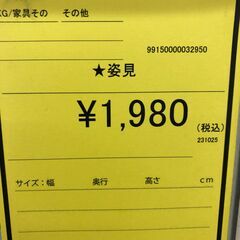 KG/家具その その他
99150000032950
★姿見
¥1,980
(税込)
231025
サイズ:幅 奥行 高さ cm